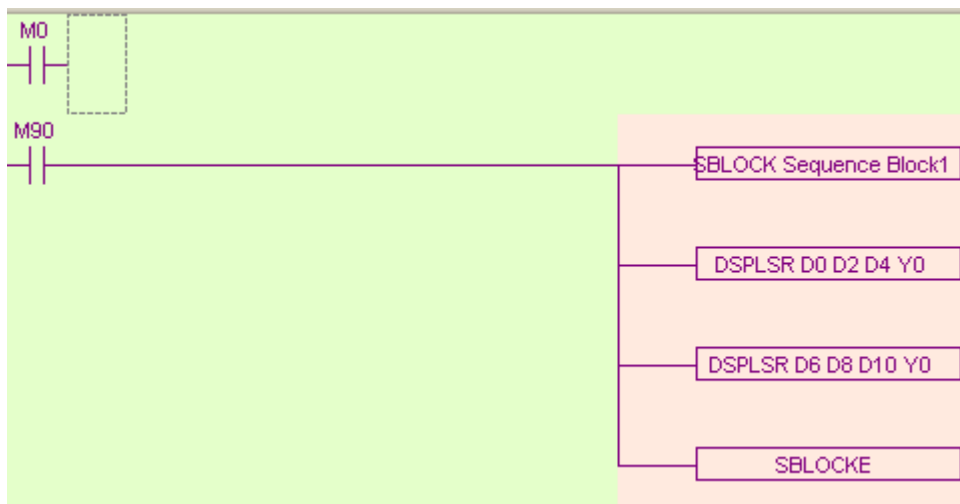 M0
M90
SBLOCK Sequence Block1
DSPLSR D0 D2 D4 Y0
DSPLSR D6 D8 D10 Y0
SBLOCKE